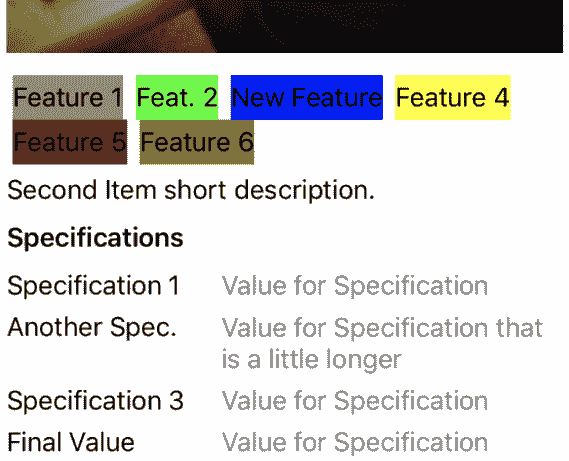 Feature 1 Feat. 2 New Feature Feature 4
Feature 5 Feature 6
Second Item short description.
Specifications
Specification 1 Value for Specification
Another Spec. Value for Specification that
is a little longer
Specification 3 Value for Specification
Final Value Value for Specification